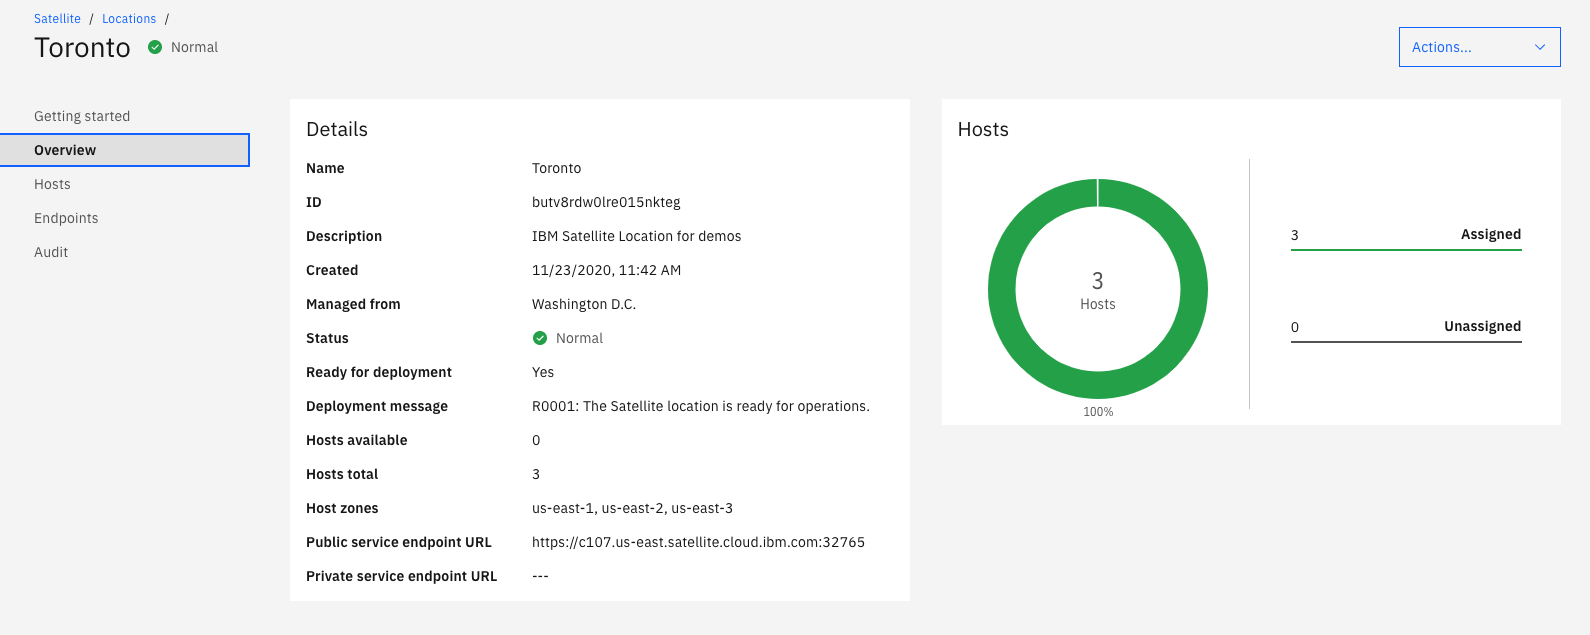 Satellite / Locations /
Toronto Normal
Actions...
Getting started
Overview
Hosts
Endpoints
Audit
Details
Name Toronto
ID butv8rdw0lre015nkteg
Description IBM Satellite Location for demos
Created 11/23/2020, 11:42 AM
Managed from Washington D.C.
Status Normal
Ready for deployment Yes
Deployment message R0001: The Satellite location is ready for operations.
Hosts available 0
Hosts total 3
Host zones us-east-1, us-east-2, us-east-3
Public service endpoint URL https://c107.us-east.satellite.cloud.ibm.com:32765
Private service endpoint URL ---
Hosts
3
Hosts
100%
3 Assigned
0 Unassigned